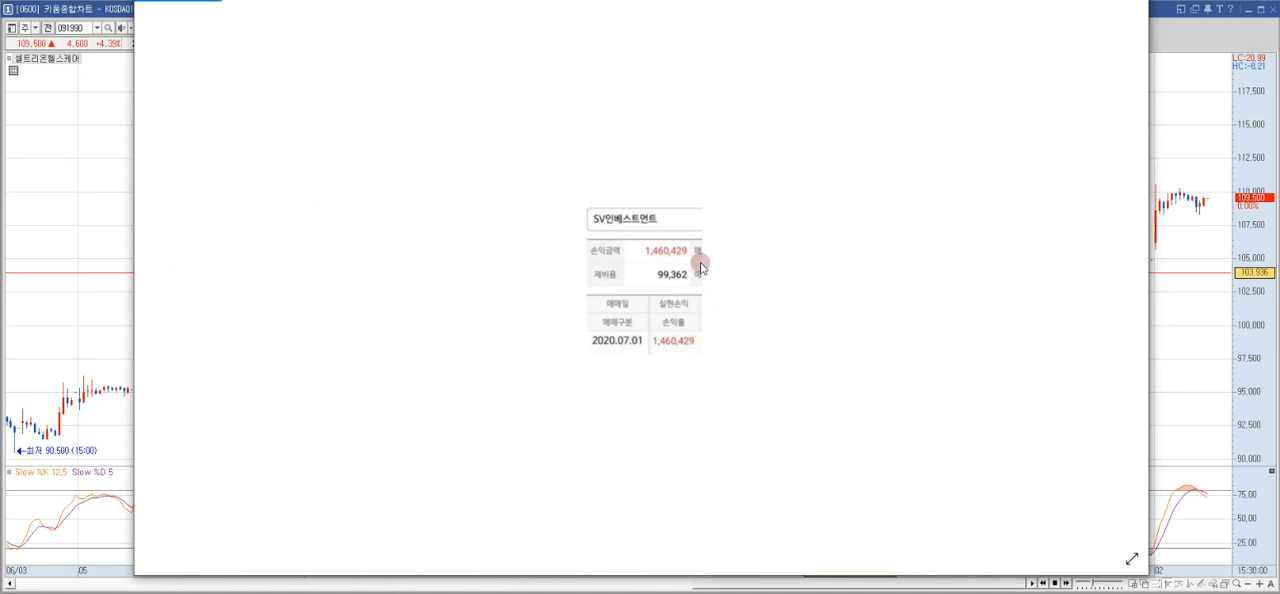 [0600] 키움종합차트 - KOSDAQ1
주
전
091990
109,500 ▲ 4,600 +4.39%
셀트리온헬스케어
LC:20.99
HC:-8.21
117,500
115,000
112,500
110,000
109,500
0.00%
107,500
105,000
103,936
102,500
100,000
97,500
95,000
92,500
90,000
SV인베스트먼트
손익금액 1,460,429 매
제비용 99,362 매
매매일 실현손익
매매구분 손익률
2020.07.01 1,460,429
최저 90,500 (15:00)
Slow %K 12,5 Slow %D 5
75,00
50,00
25,00
06/03 05 02 15:30:00
A